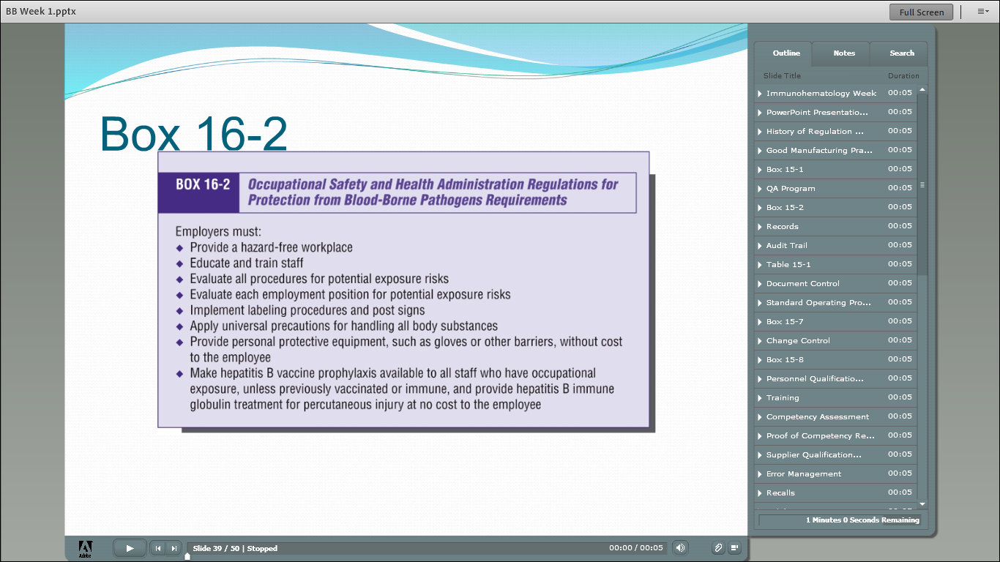 BB Week 1.pptx
Full Screen
Box 16-2
BOX 16-2
Occupational Safety and Health Administration Regulations for
Protection from Blood-Borne Pathogens Requirements
Employers must:
◆ Provide a hazard-free workplace
◆ Educate and train staff
◆ Evaluate all procedures for potential exposure risks
◆ Evaluate each employment position for potential exposure risks
◆ Implement labeling procedures and post signs
◆ Apply universal precautions for handling all body substances
◆ Provide personal protective equipment, such as gloves or other barriers, without cost
to the employee
◆ Make hepatitis B vaccine prophylaxis available to all staff who have occupational
exposure, unless previously vaccinated or immune, and provide hepatitis B immune
globulin treatment for percutaneous injury at no cost to the employee
Outline Notes Search
Slide Title Duration
Immunohematology Week 00:05
PowerPoint Presentatio... 00:05
History of Regulation ... 00:05
Good Manufacturing Pra... 00:05
Box 15-1 00:05
QA Program 00:05
Box 15-2 00:05
Records 00:05
Audit Trail 00:05
Table 15-1 00:05
Document Control 00:05
Standard Operating Pro... 00:05
Box 15-7 00:05
Change Control 00:05
Box 15-8 00:05
Personnel Qualificatio... 00:05
Training 00:05
Competency Assessment 00:05
Proof of Competency Re... 00:05
Supplier Qualification... 00:05
Error Management 00:05
Recalls 00:05
1 Minutes 0 Seconds Remaining
Adobe
Slide 39 / 50 | Stopped
00:00 / 00:05